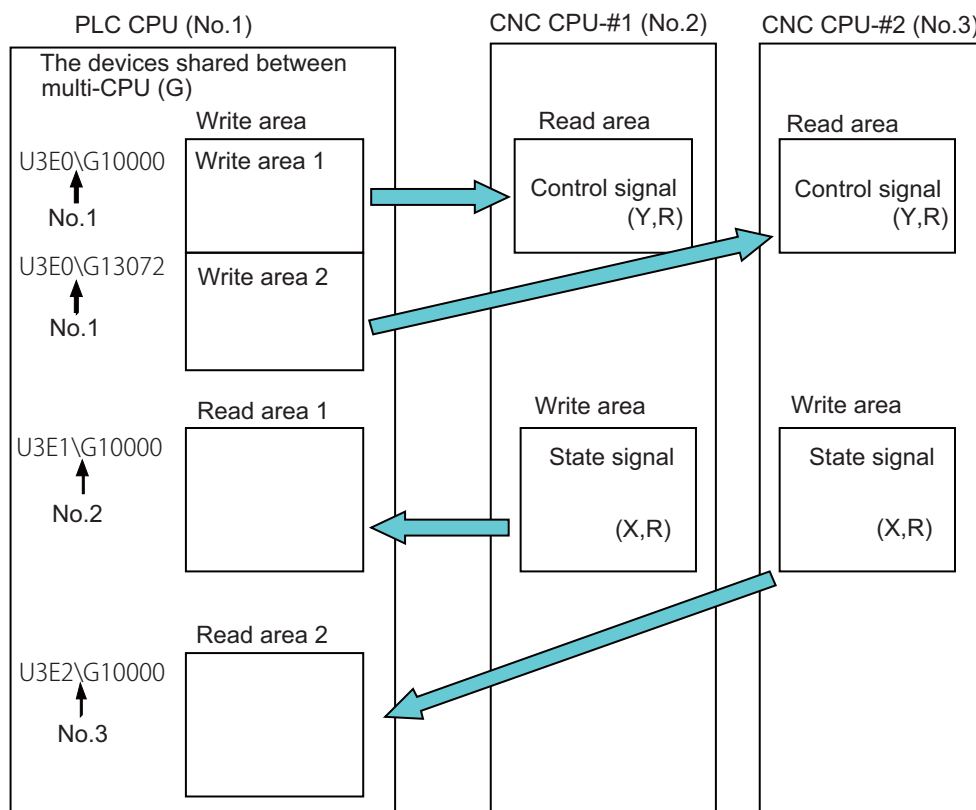 PLC CPU (No.1)
CNC CPU-#1 (No.2)
CNC CPU-#2 (No.3)
The devices shared between
multi-CPU (G)
Write area
Read area
Read area
U3E0\G10000
No.1
Write area 1
Control signal
(Y,R)
Control signal
(Y,R)
U3E0\G13072
No.1
Write area 2
Read area 1
Write area
Write area
U3E1\G10000
No.2
State signal
(X,R)
State signal
(X,R)
Read area 2
U3E2\G10000
No.3